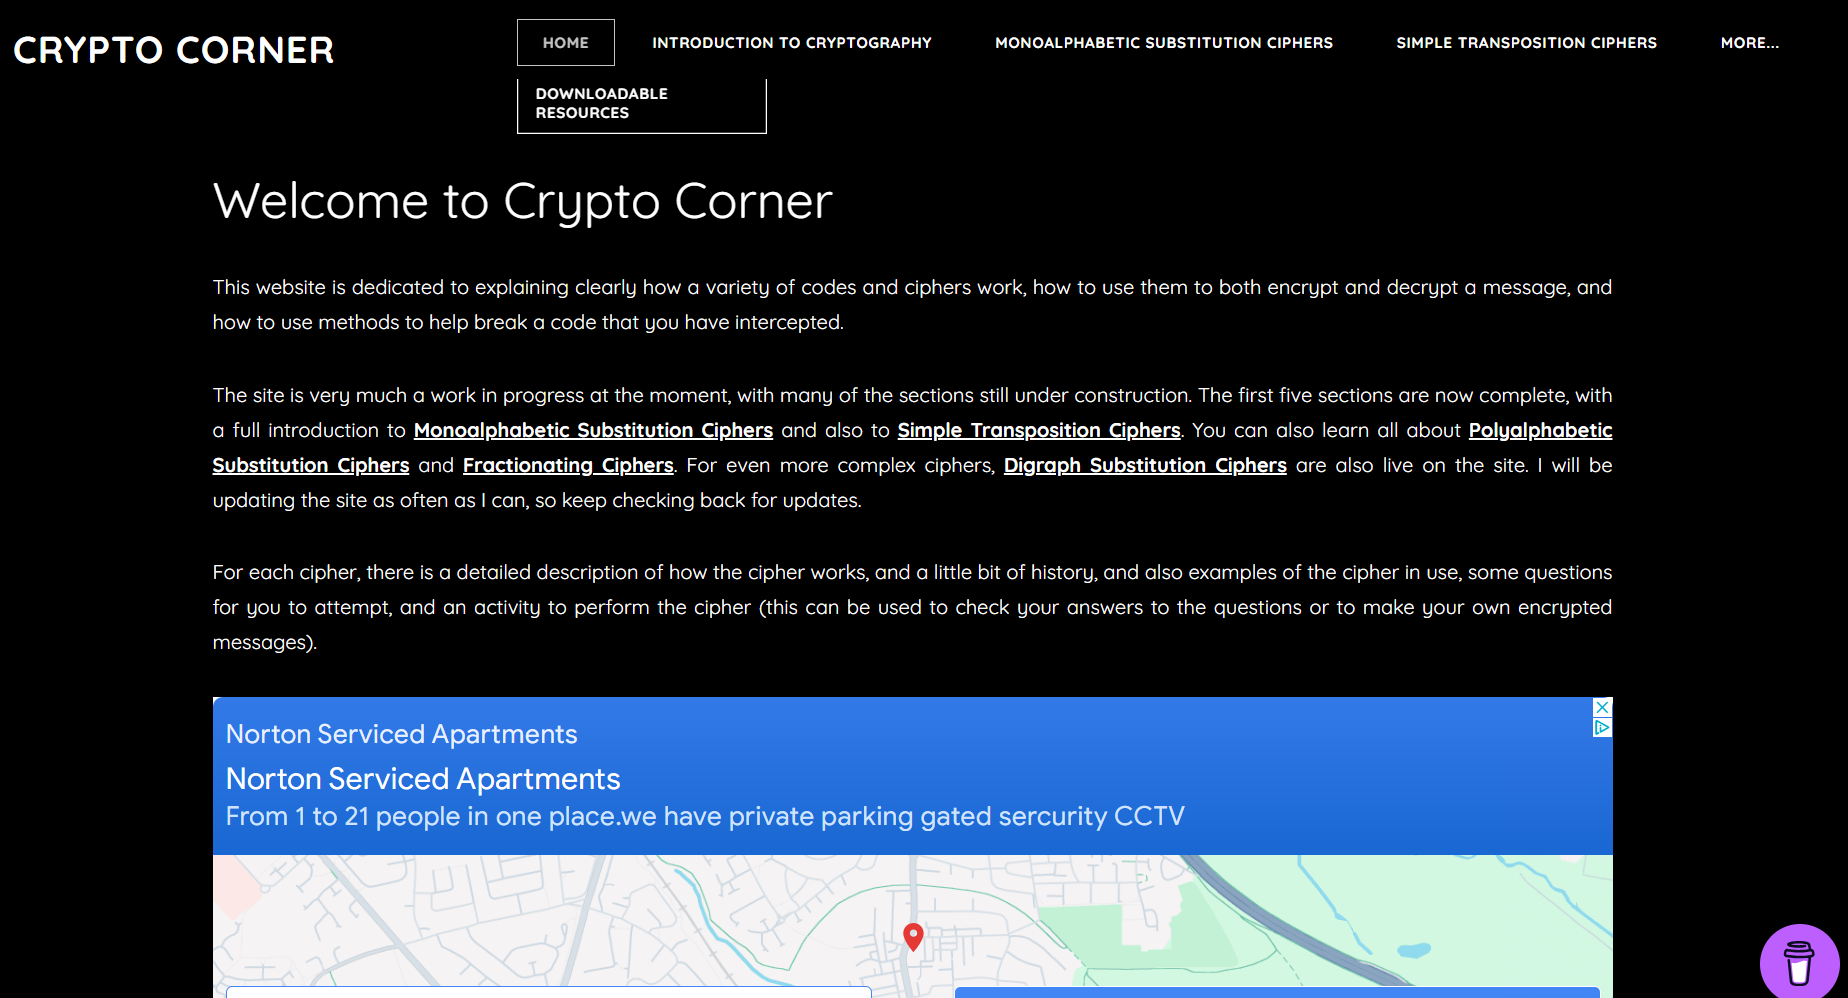 CRYPTO CORNER
HOME
INTRODUCTION TO CRYPTOGRAPHY
MONOALPHABETIC SUBSTITUTION CIPHERS
SIMPLE TRANSPOSITION CIPHERS
MORE...
DOWNLOADABLE
RESOURCES
Welcome to Crypto Corner
This website is dedicated to explaining clearly how a variety of codes and ciphers work, how to use them to both encrypt and decrypt a message, and
how to use methods to help break a code that you have intercepted.
The site is very much a work in progress at the moment, with many of the sections still under construction. The first five sections are now complete, with
a full introduction to Monoalphabetic Substitution Ciphers and also to Simple Transposition Ciphers. You can also learn all about Polyalphabetic
Substitution Ciphers and Fractionating Ciphers. For even more complex ciphers, Digraph Substitution Ciphers are also live on the site. I will be
updating the site as often as I can, so keep checking back for updates.
For each cipher, there is a detailed description of how the cipher works, and a little bit of history, and also examples of the cipher in use, some questions
for you to attempt, and an activity to perform the cipher (this can be used to check your answers to the questions or to make your own encrypted
messages).
Norton Serviced Apartments
Norton Serviced Apartments
From 1 to 21 people in one place.we have private parking gated sercurity CCTV